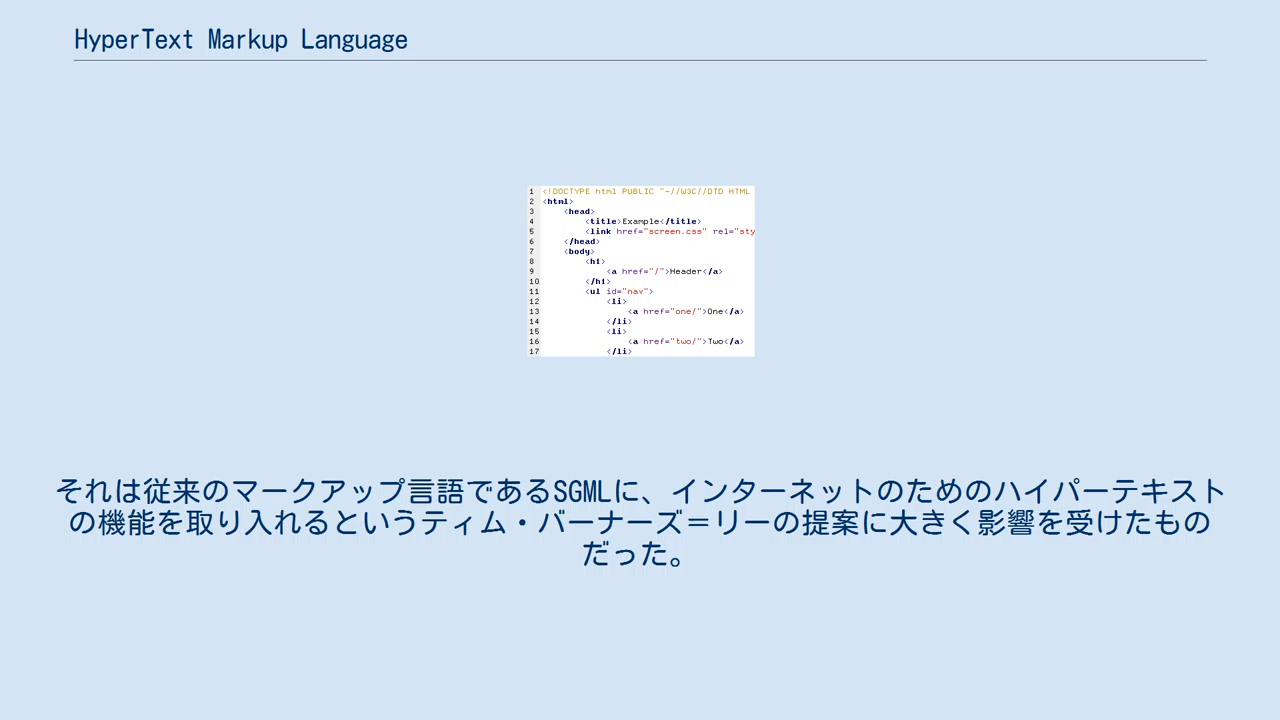 HyperText Markup Language
1 <!DOCTYPE html PUBLIC "-//W3C//DTD HTML
2 <html>
3 <head>
4 <title>Example</title>
5 <link href="screen.css" rel="sty
6 </head>
7 <body>
8 <h1>
9 <a href="/">Header</a>
10 </h1>
11 <ul id="nav">
12 <li>
13 <a href="one/">One</a>
14 </li>
15 <li>
16 <a href="two/">Two</a>
17 </li>
それは従来のマークアップ言語であるSGMLに、インターネットのためのハイパーテキスト
の機能を取り入れるというティム・バーナーズ＝リーの提案に大きく影響を受けたもの
だった。